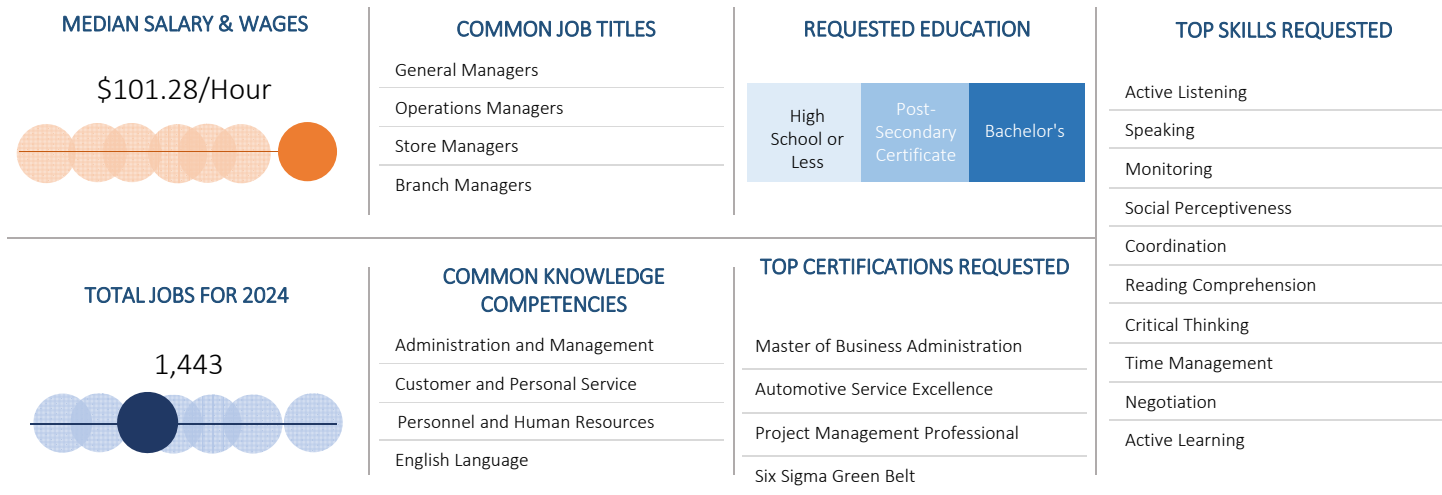 MEDIAN SALARY & WAGES
$101.28/Hour
COMMON JOB TITLES
General Managers
Operations Managers
Store Managers
Branch Managers
REQUESTED EDUCATION
High
School or
Less
Post-
Secondary
Certificate
Bachelor's
TOP SKILLS REQUESTED
Active Listening
Speaking
Monitoring
Social Perceptiveness
Coordination
Reading Comprehension
Critical Thinking
Time Management
Negotiation
Active Learning
TOTAL JOBS FOR 2024
1,443
COMMON KNOWLEDGE
COMPETENCIES
Administration and Management
Customer and Personal Service
Personnel and Human Resources
English Language
TOP CERTIFICATIONS REQUESTED
Master of Business Administration
Automotive Service Excellence
Project Management Professional
Six Sigma Green Belt